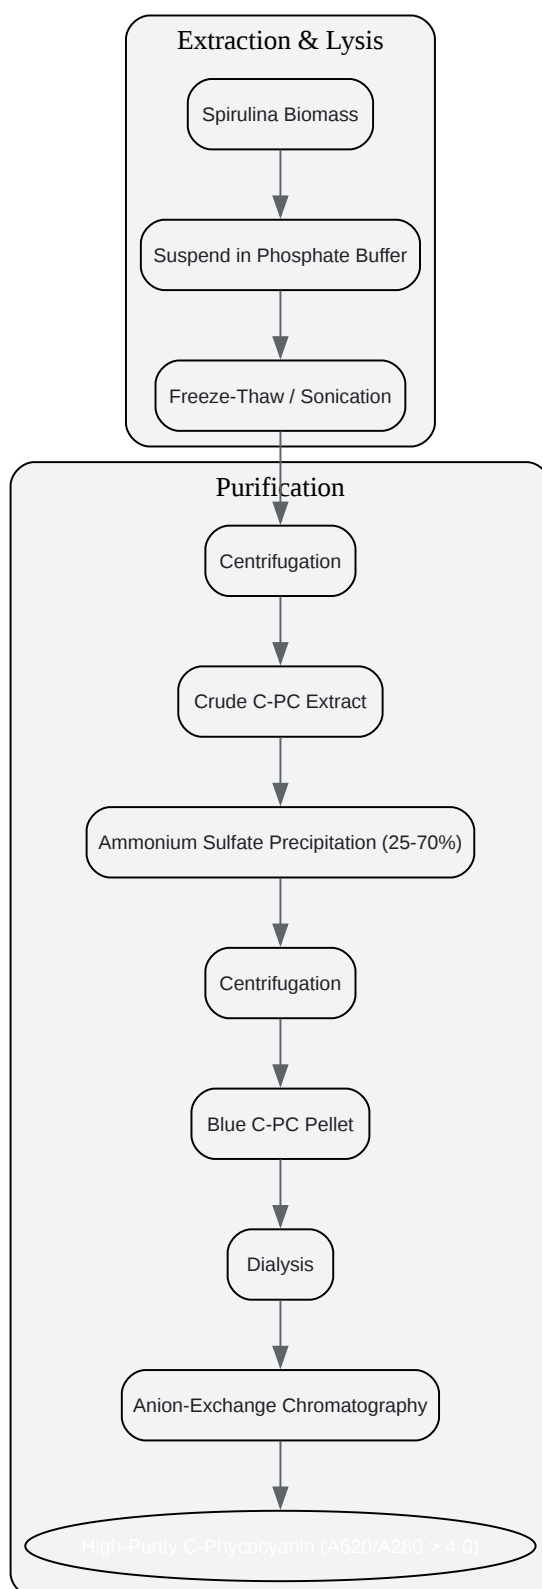 Extraction & Lysis
Spirulina Biomass
Suspend in Phosphate Buffer
Freeze-Thaw / Sonication
Purification
Centrifugation
Crude C-PC Extract
Ammonium Sulfate Precipitation (25-70%)
Centrifugation
Blue C-PC Pellet
Dialysis
Anion-Exchange Chromatography
High-Purity C-Phycocyanin (A620/A280 > 4.0)